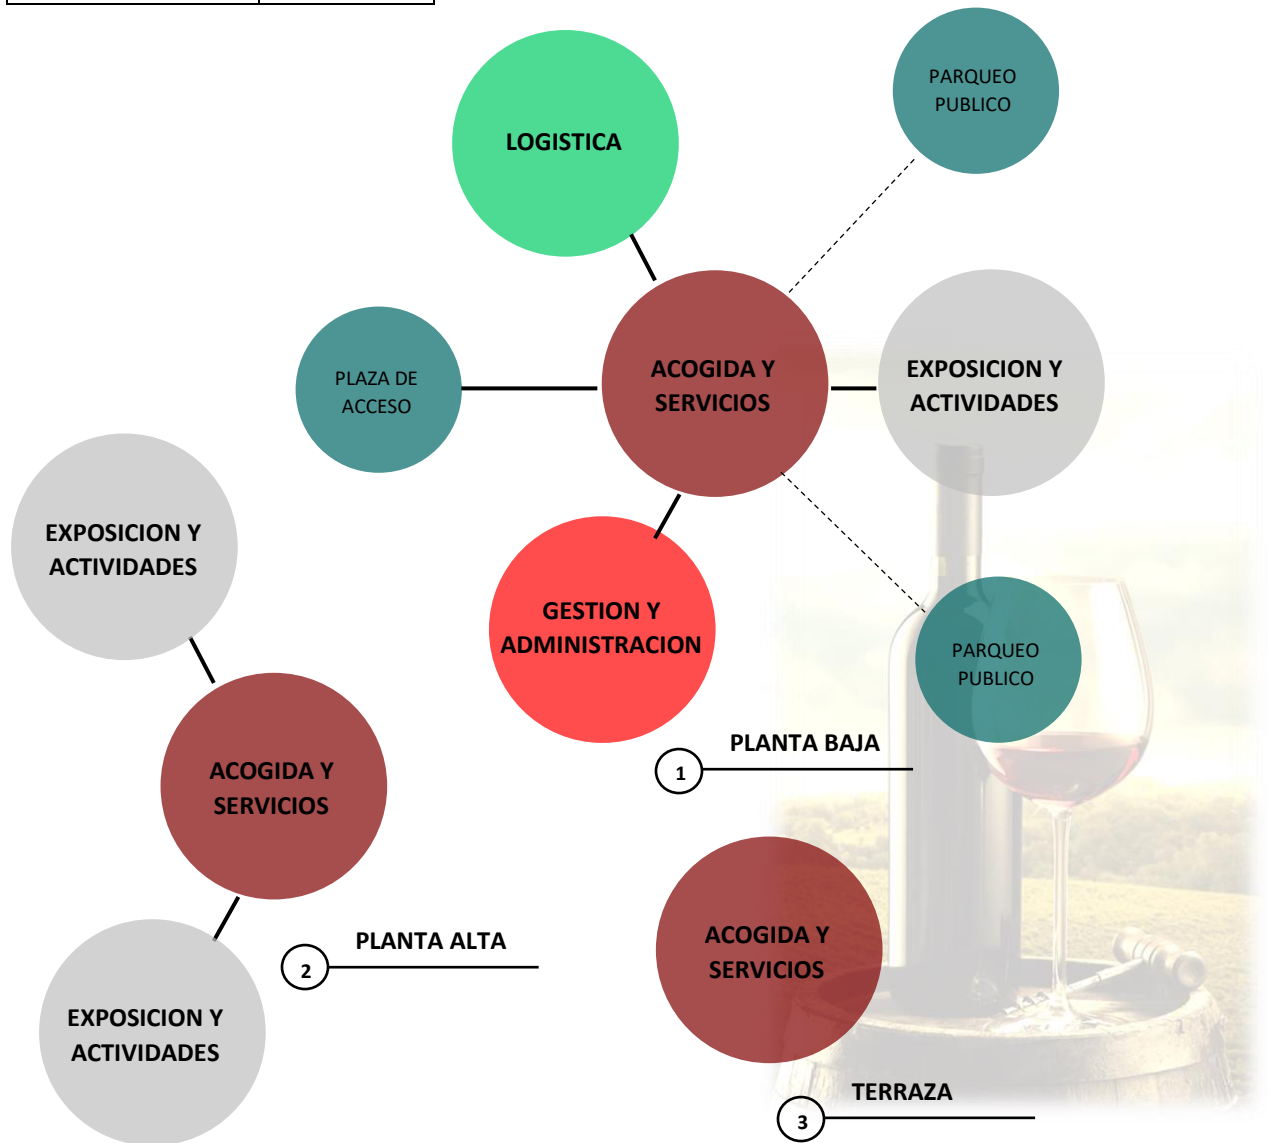 PARQUEO
PUBLICO
LOGISTICA
PLAZA DE
ACCESO
ACOGIDA Y
SERVICIOS
EXPOSICION Y
ACTIVIDADES
GESTION Y
ADMINISTRACION
PARQUEO
PUBLICO
PLANTA BAJA
1
EXPOSICION Y
ACTIVIDADES
ACOGIDA Y
SERVICIOS
EXPOSICION Y
ACTIVIDADES
PLANTA ALTA
2
ACOGIDA Y
SERVICIOS
TERRAZA
3